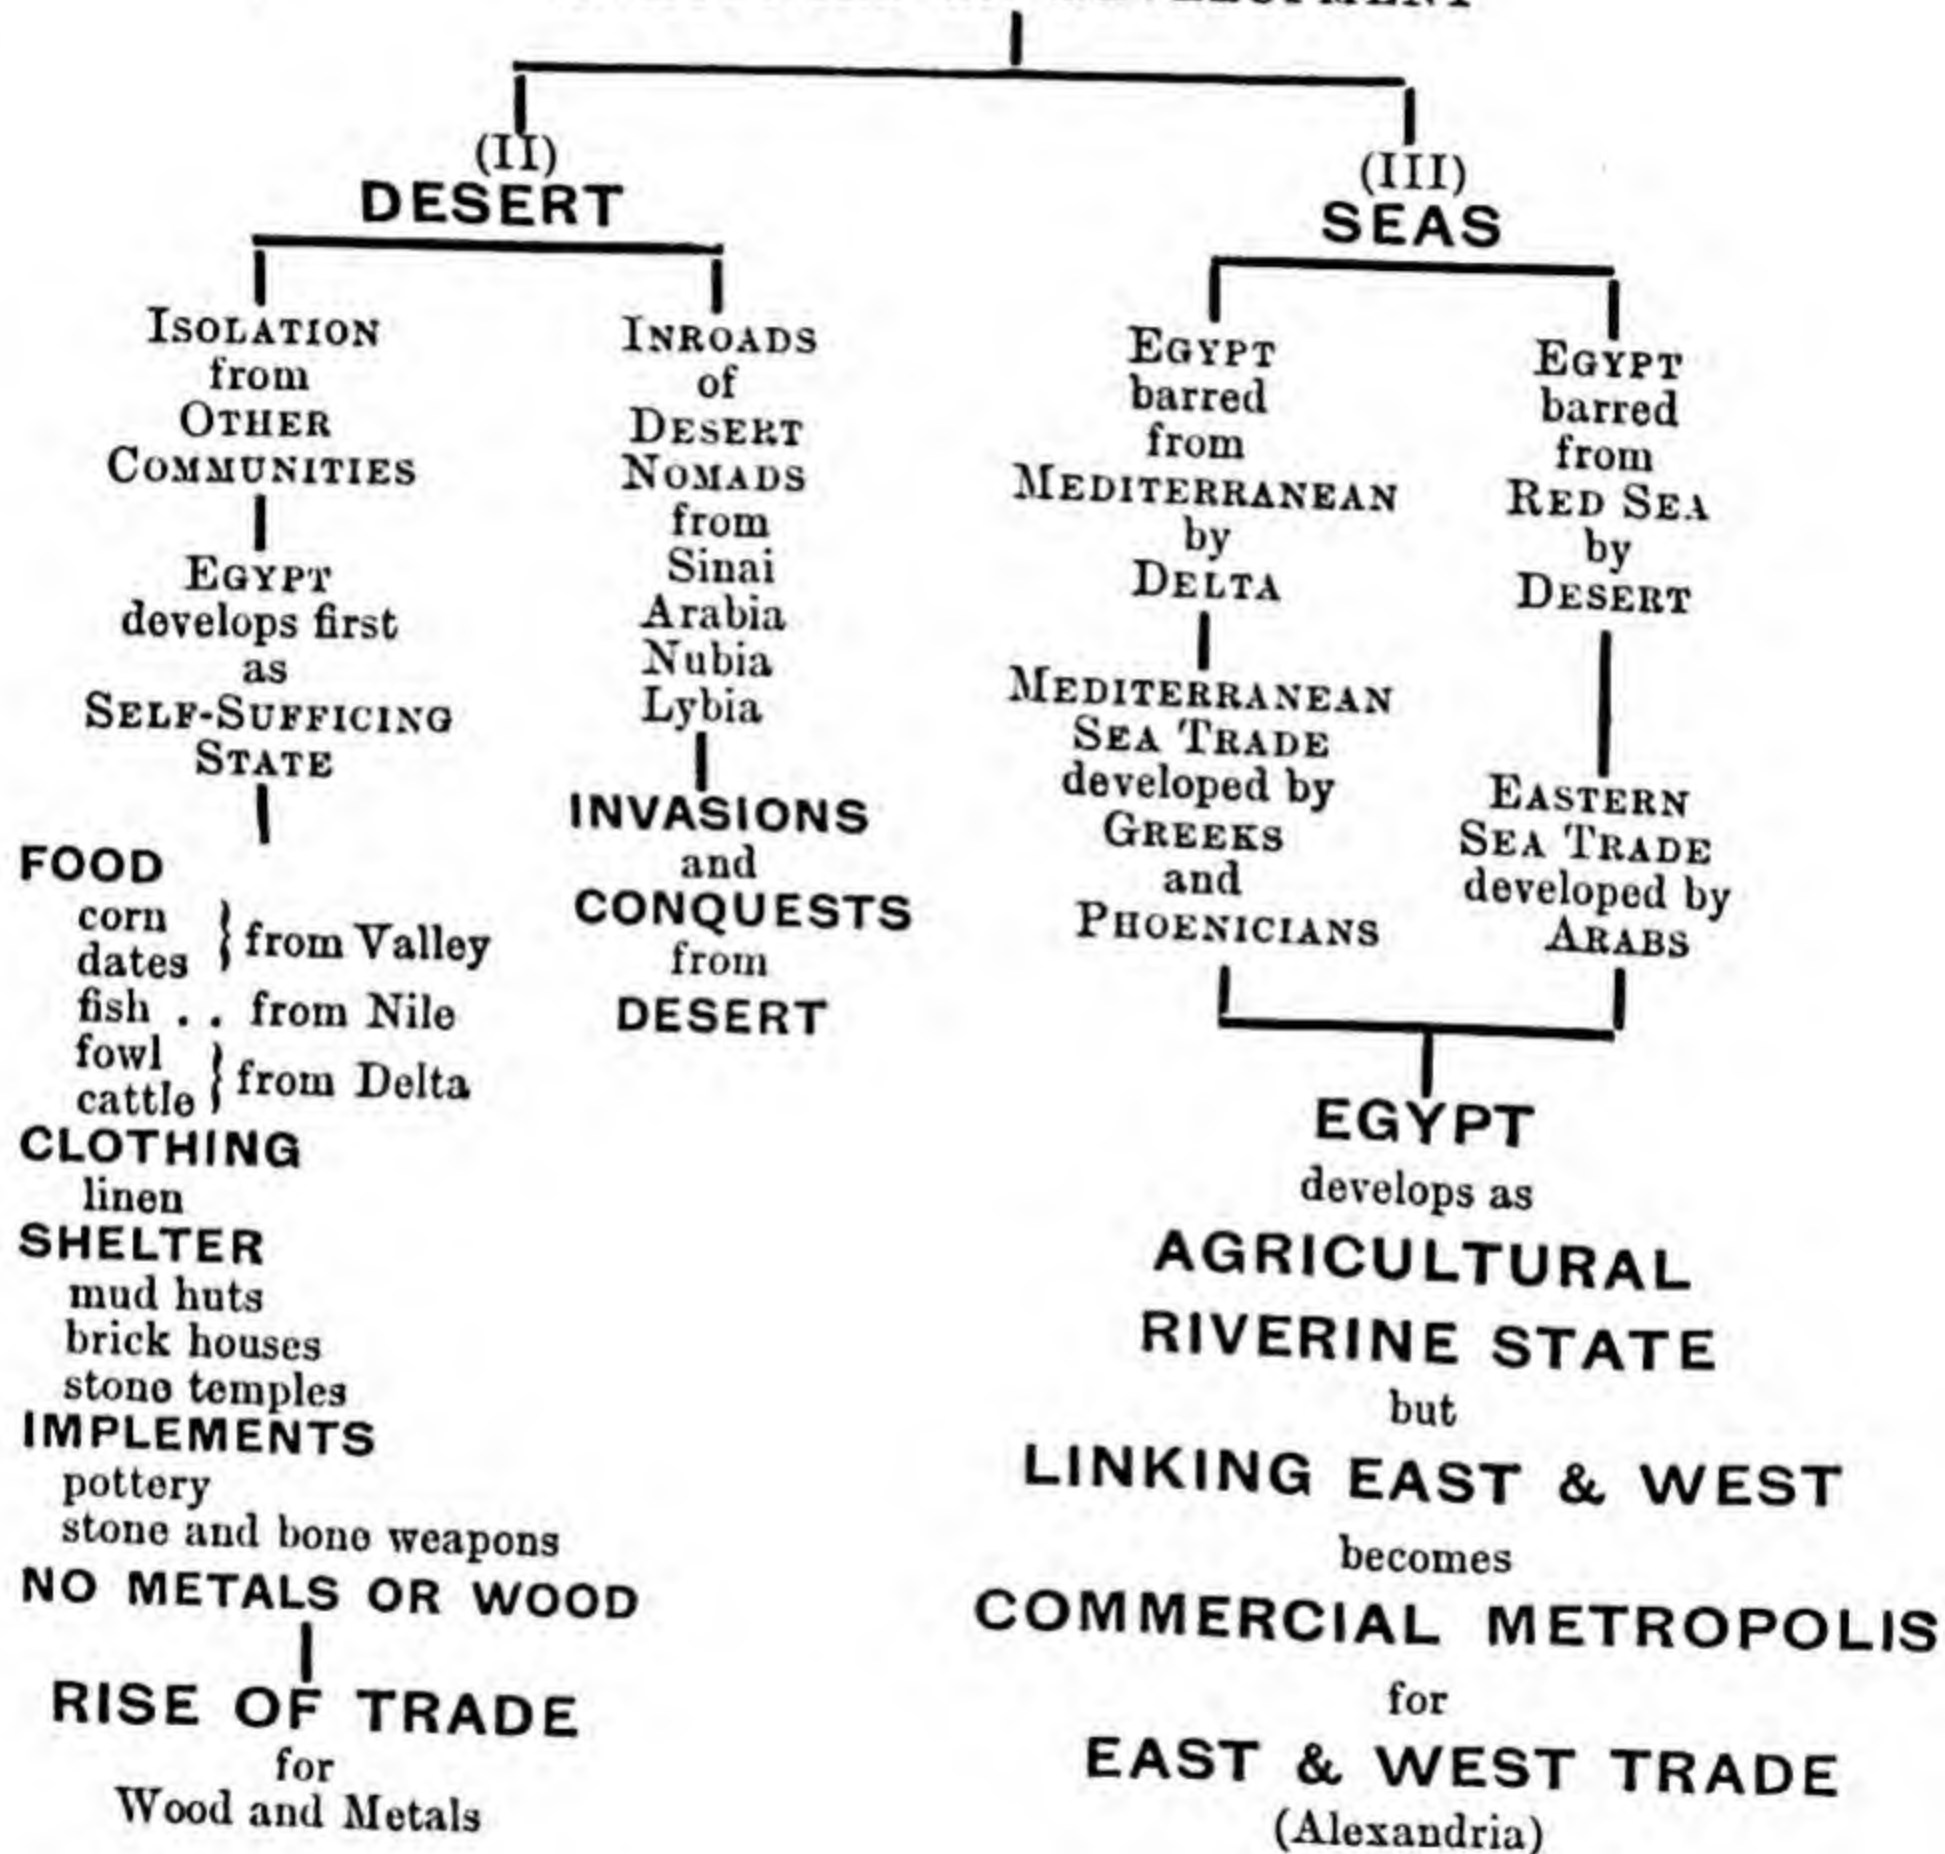 DEVELOPMENT
(II)
DESERT
ISOLATION
from
OTHER
COMMUNITIES
EGYPT
develops first
as
SELF-SUFFICING
STATE
FOOD
corn
dates } from Valley
fish . . from Nile
fowl
cattle } from Delta
CLOTHING
linen
SHELTER
mud huts
brick houses
stone temples
IMPLEMENTS
pottery
stone and bone weapons
NO METALS OR WOOD
RISE OF TRADE
for
Wood and Metals
INROADS
of
DESERT
NOMADS
from
Sinai
Arabia
Nubia
Lybia
INVASIONS
and
CONQUESTS
from
DESERT
(III)
SEAS
EGYPT
barred
from
MEDITERRANEAN
by
DELTA
MEDITERRANEAN
SEA TRADE
developed by
GREEKS
and
PHOENICIANS
EGYPT
barred
from
RED SEA
by
DESERT
EASTERN
SEA TRADE
developed by
ARABS
EGYPT
develops as
AGRICULTURAL
RIVERINE STATE
but
LINKING EAST & WEST
becomes
COMMERCIAL METROPOLIS
for
EAST & WEST TRADE
(Alexandria)